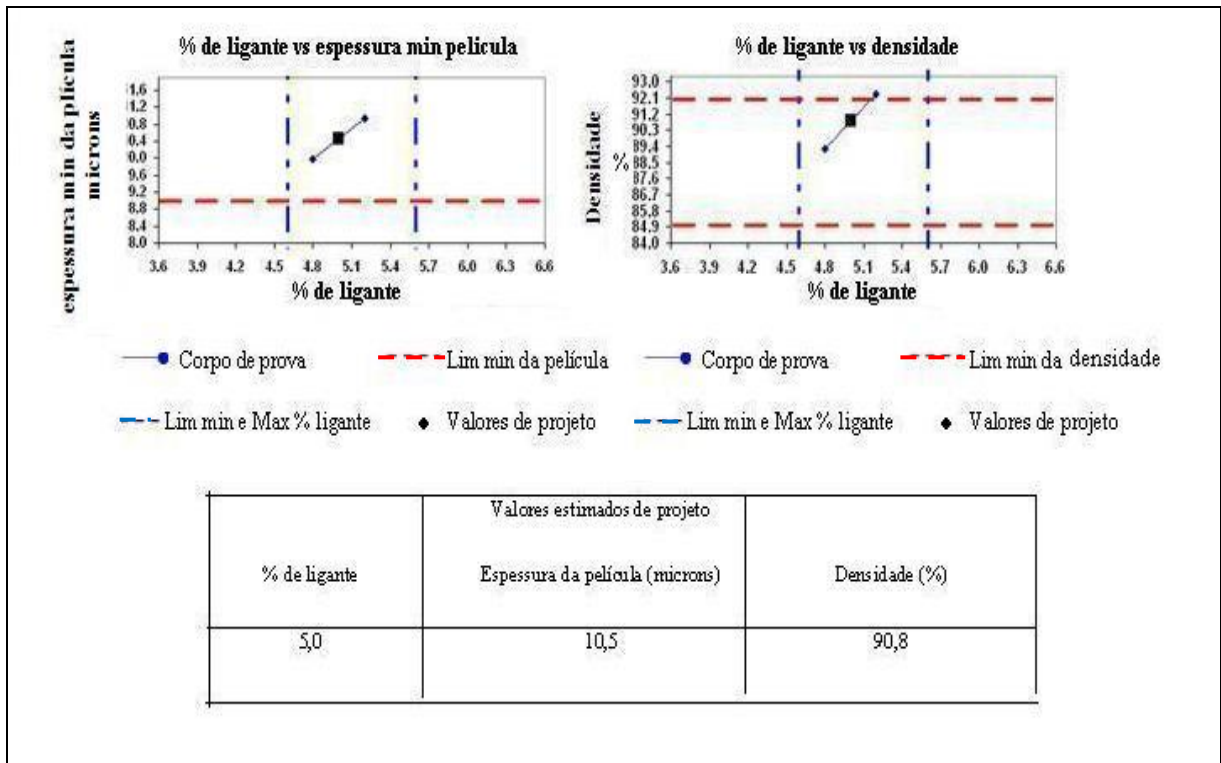 % de ligante vs espessura min pelicula
espessura min da plícula
microns
1.6
1.2
0.8
0.4
0.0
9.6
9.2
8.8
8.4
8.0
3.6 3.9 4.2 4.5 4.8 5.1 5.4 5.7 6.0 6.3 6.6
% de ligante
% de ligante vs densidade
Densidade
%
93.0
92.1
91.2
90.3
89.4
88.5
87.6
86.7
85.8
84.9
84.0
3.6 3.9 4.2 4.5 4.8 5.1 5.4 5.7 6.0 6.3 6.6
% de ligante
Corpo de prova
Lim min da película
Corpo de prova
Lim min da densidade
Lim min e Max % ligante
Valores de projeto
Lim min e Max % ligante
Valores de projeto
Valores estimados de projeto
% de ligante
Espessura da película (microns)
Densidade (%)
5,0
10,5
90,8